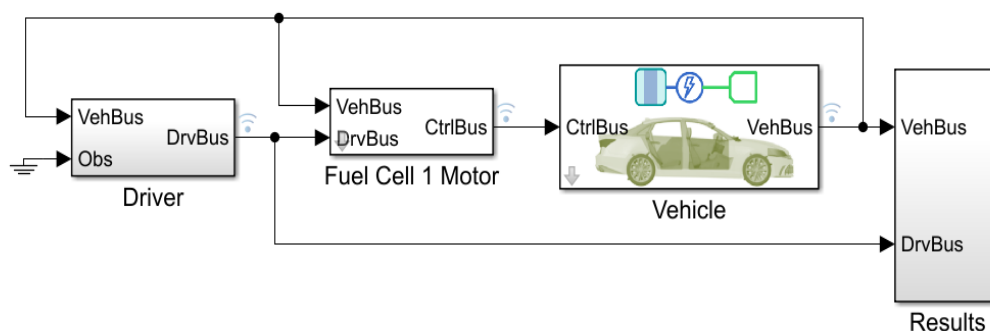 VehBus
DrvBus
Obs
Driver
VehBus
DrvBus
CtrlBus
Fuel Cell 1 Motor
CtrlBus
VehBus
Vehicle
VehBus
DrvBus
Results